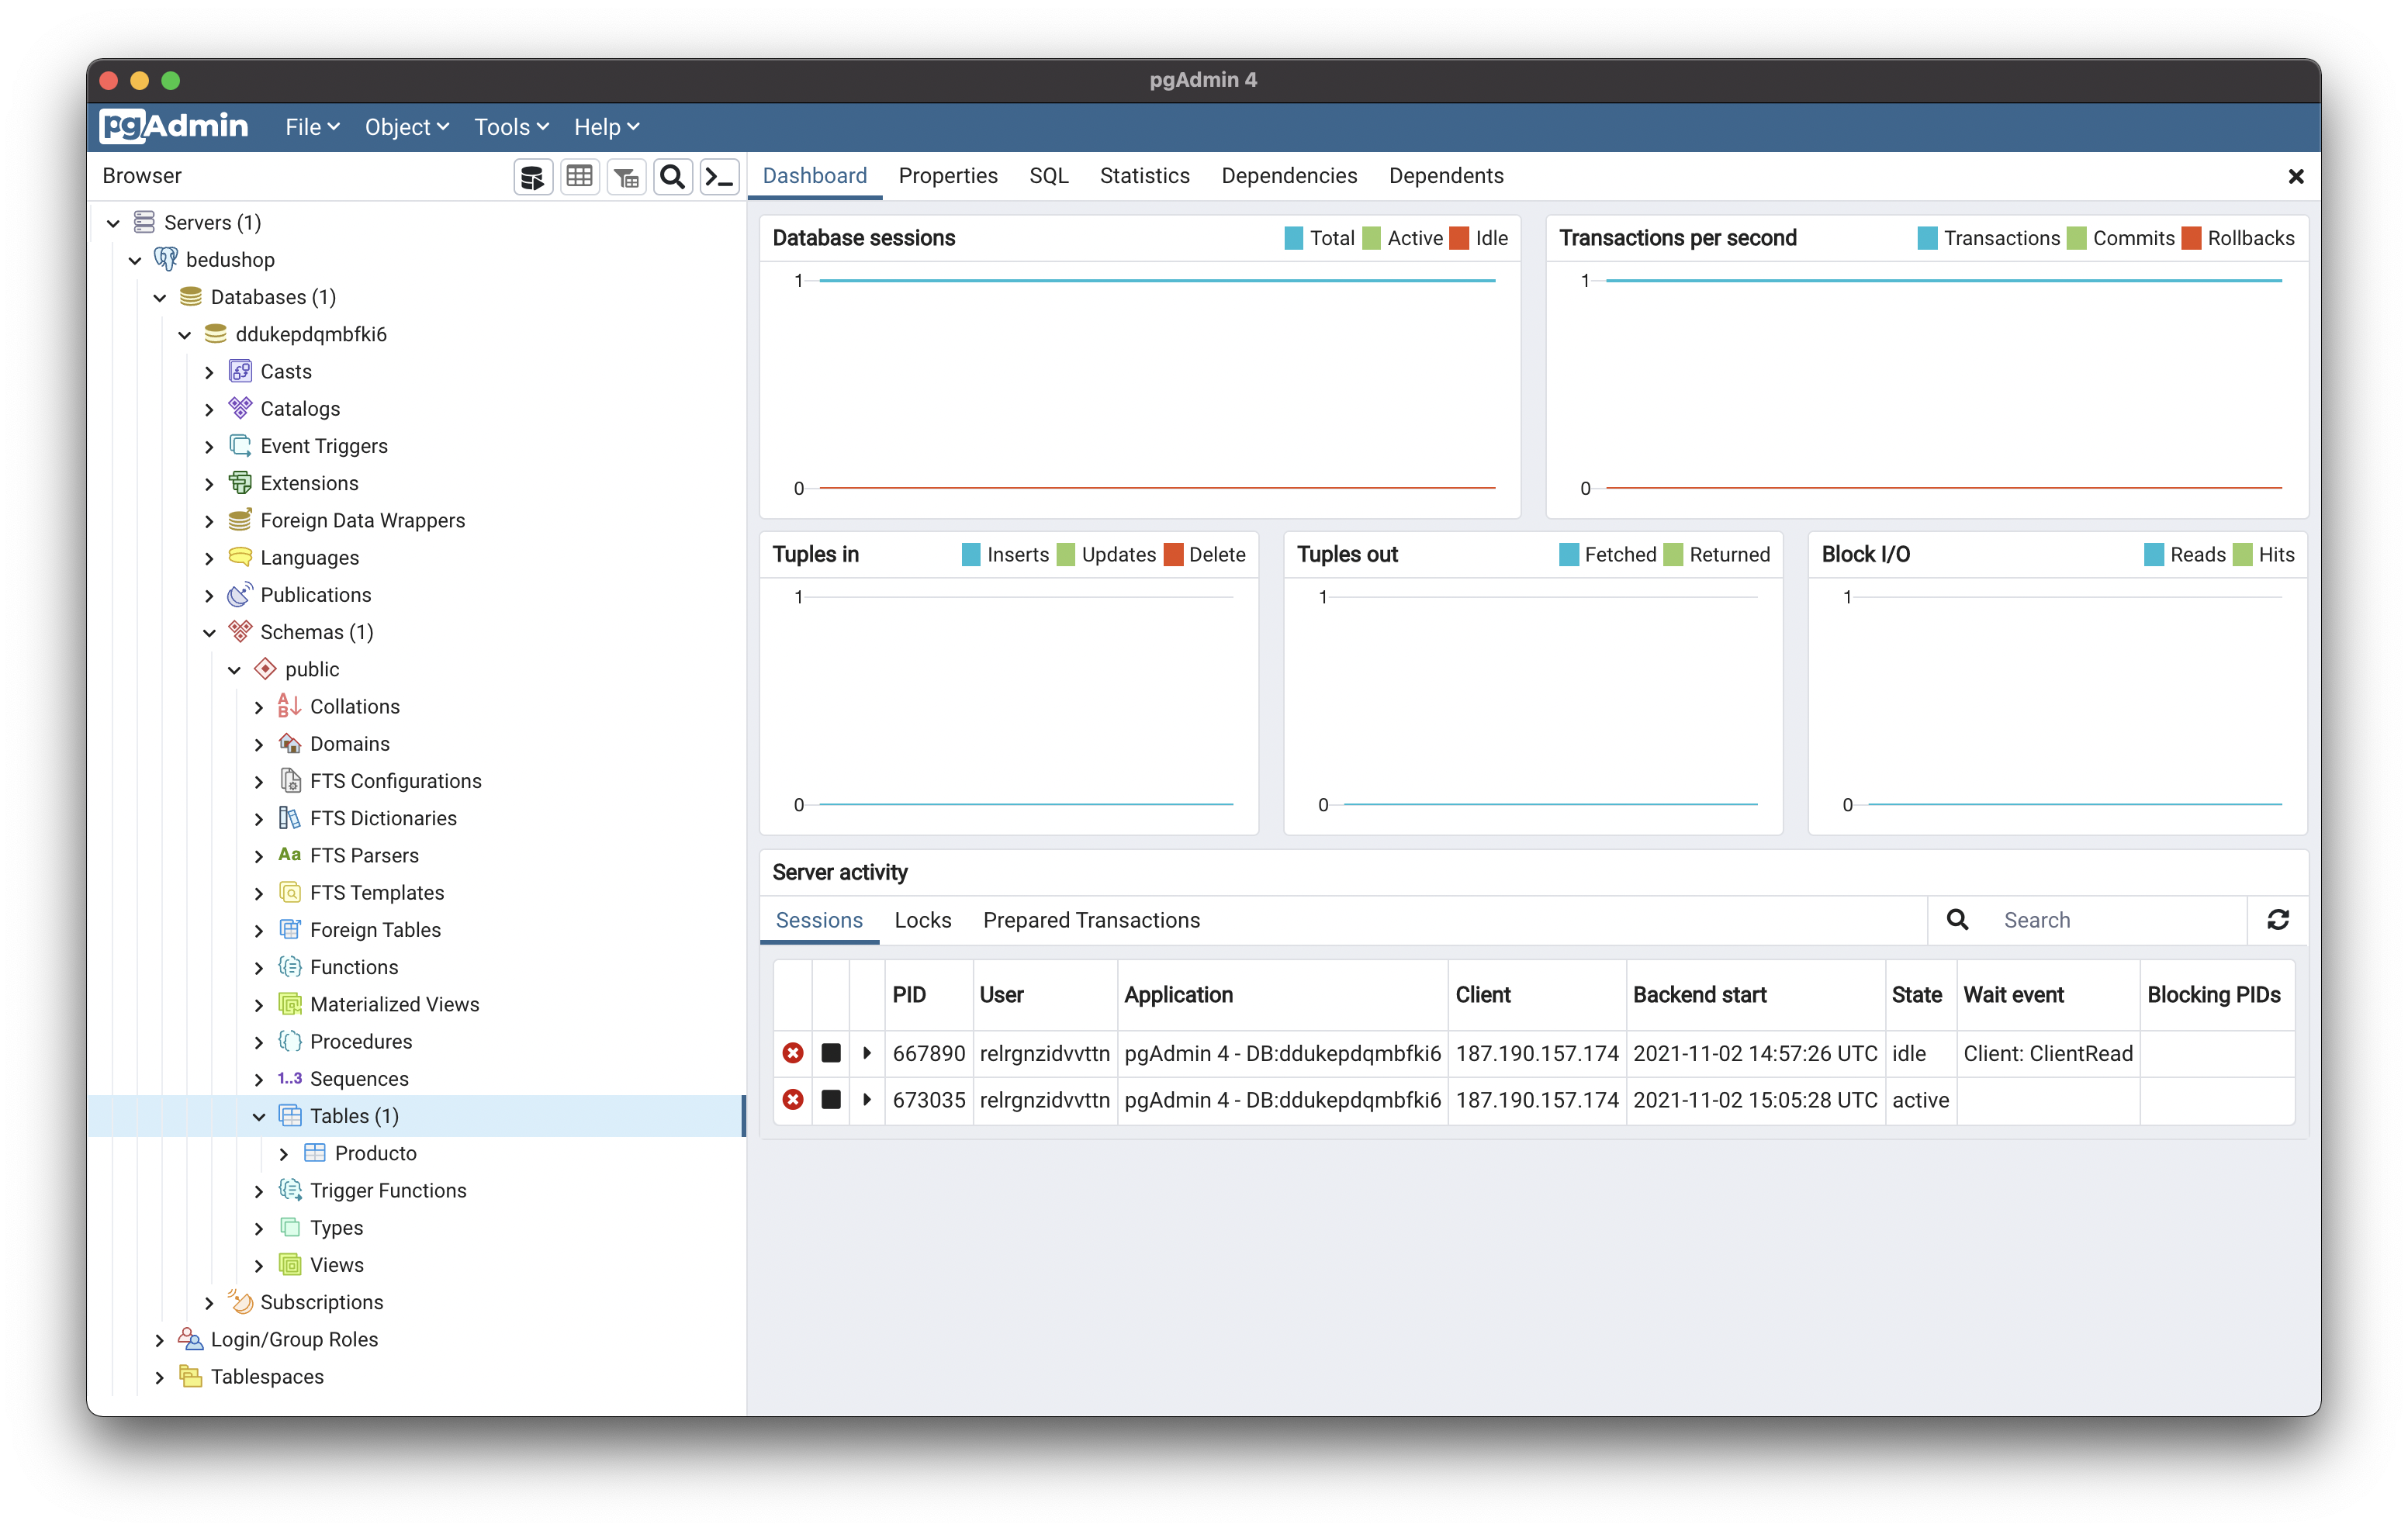 pgAdmin 4
pgAdmin File Object Tools Help
Browser
Dashboard Properties SQL Statistics Dependencies Dependents
Servers (1)
bedushop
Databases (1)
ddukepdqmbfki6
Casts
Catalogs
Event Triggers
Extensions
Foreign Data Wrappers
Languages
Publications
Schemas (1)
public
Collations
Domains
FTS Configurations
FTS Dictionaries
Aa FTS Parsers
FTS Templates
Foreign Tables
Functions
Materialized Views
Procedures
1..3 Sequences
Tables (1)
Producto
Trigger Functions
Types
Views
Subscriptions
Login/Group Roles
Tablespaces
Database sessions Total Active Idle
1
0
Transactions per second Transactions Commits Rollbacks
1
0
Tuples in Inserts Updates Delete
1
0
Tuples out Fetched Returned
1
0
Block I/O Reads Hits
1
0
Server activity
Sessions Locks Prepared Transactions Search
PID User Application Client Backend start State Wait event Blocking PIDs
667890 relrgnzidvvttn pgAdmin 4 - DB:ddukepdqmbfki6 187.190.157.174 2021-11-02 14:57:26 UTC idle Client: ClientRead
673035 relrgnzidvvttn pgAdmin 4 - DB:ddukepdqmbfki6 187.190.157.174 2021-11-02 15:05:28 UTC active